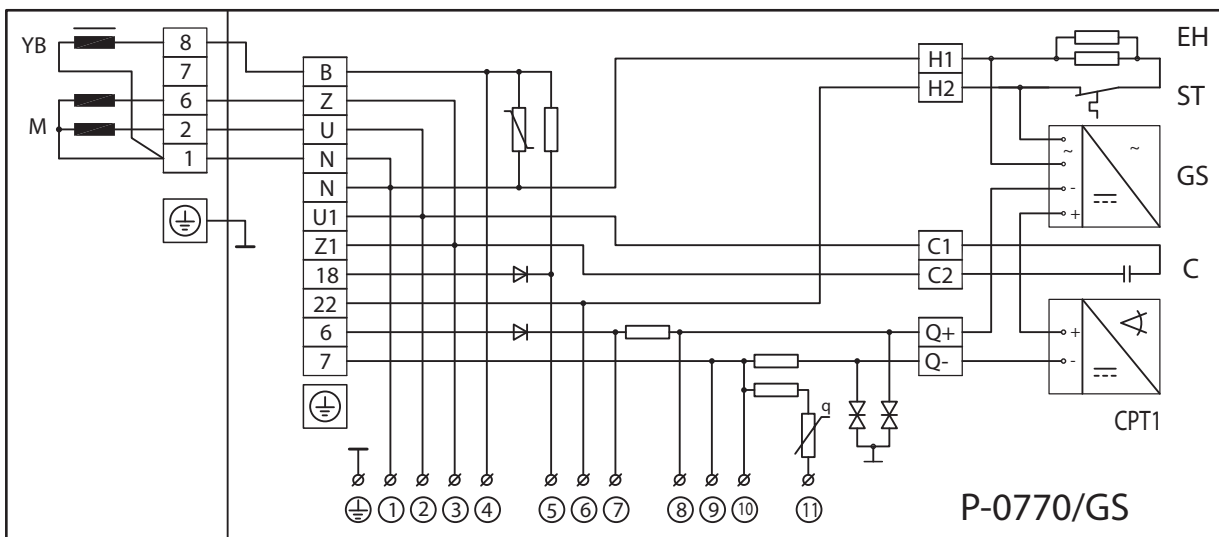 YB
M
8
7
6
2
1
B
Z
U
N
N
U1
Z1
18
22
6
7
H1
H2
C1
C2
Q+
Q-
q
EH
ST
GS
C
CPT1
~
~
-
+
+
-
1 2 3 4 5 6 7 8 9 10 11
P-0770/GS